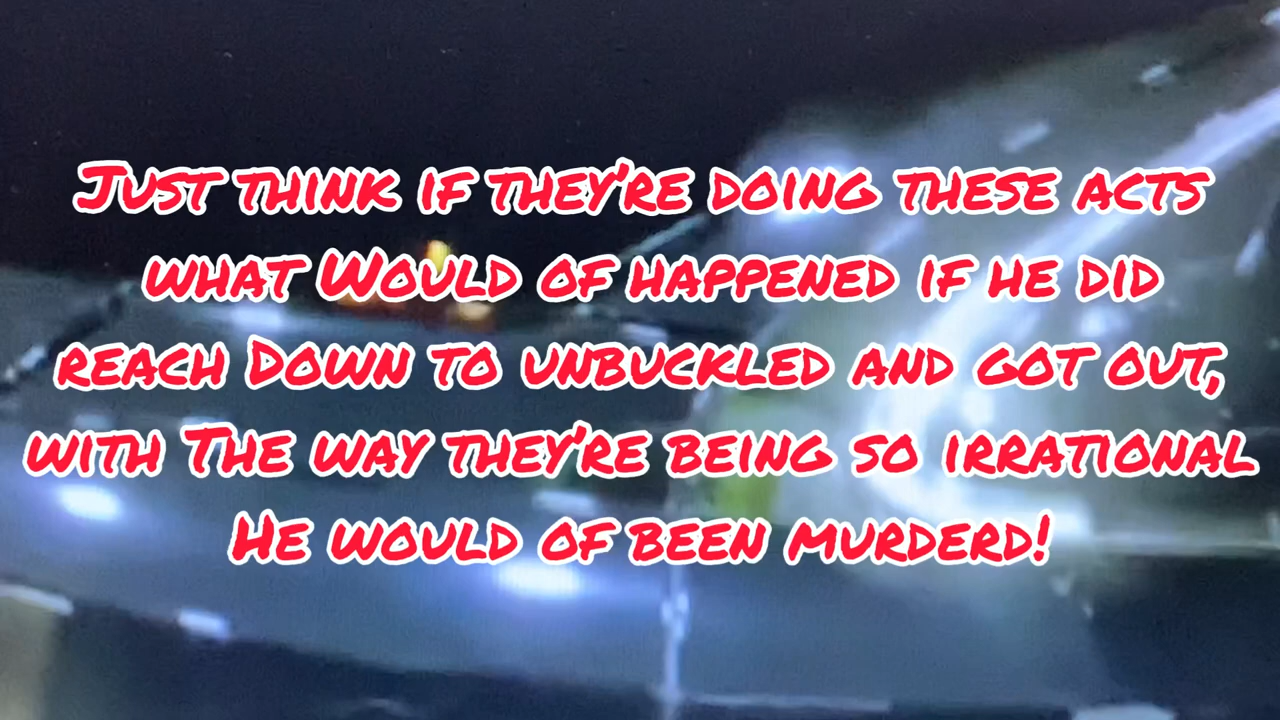 Just think if they're doing these acts
what Would of happened if he did
reach Down to unbuckled and got out,
with The way they're being so irrational
He would of been murderd!